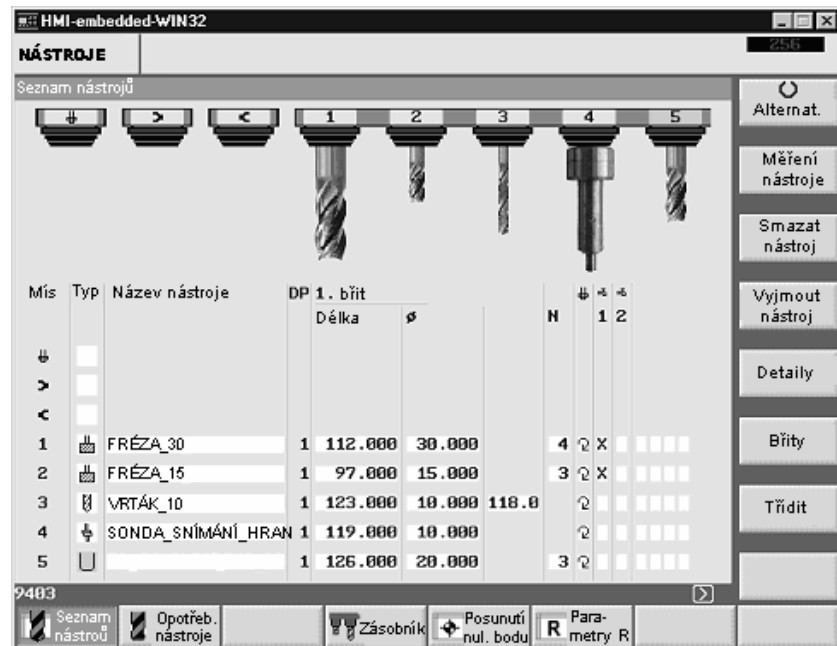 HMI-embedded-WIN32
NÁSTROJE
256
Seznam nástrojů
1 2 3 4 5
Alternat.
Měření
nástroje
Smazat
nástroj
Vyjmout
nástroj
Detaily
Břity
Třídit
Mís Typ Název nástroje DP 1. břit
Délka ø N 1 2
>
<
1 FRÉZA_30 1 112.000 30.000 4 X
2 FRÉZA_15 1 97.000 15.000 3 X
3 VRTÁK_10 1 123.000 10.000 118.0
4 SONDA_SNÍMÁNÍ_HRAN 1 119.000 10.000
5 1 126.000 20.000 3
9403
Seznam
nástroů
Opotřeb.
nástroje
Zásobník
Posunutí
nul. bodu
R Para-
metry R